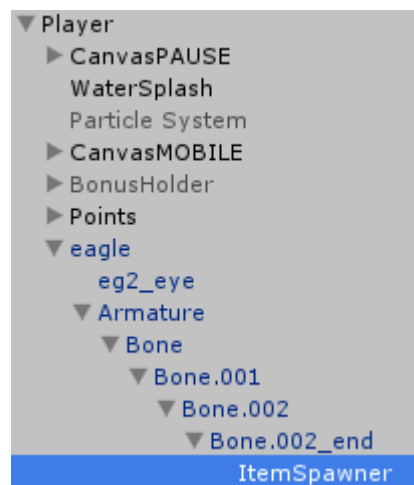 Player
CanvasPAUSE
WaterSplash
Particle System
CanvasMOBILE
BonusHolder
Points
eagle
eg2_eye
Armature
Bone
Bone.001
Bone.002
Bone.002_end
ItemSpawner